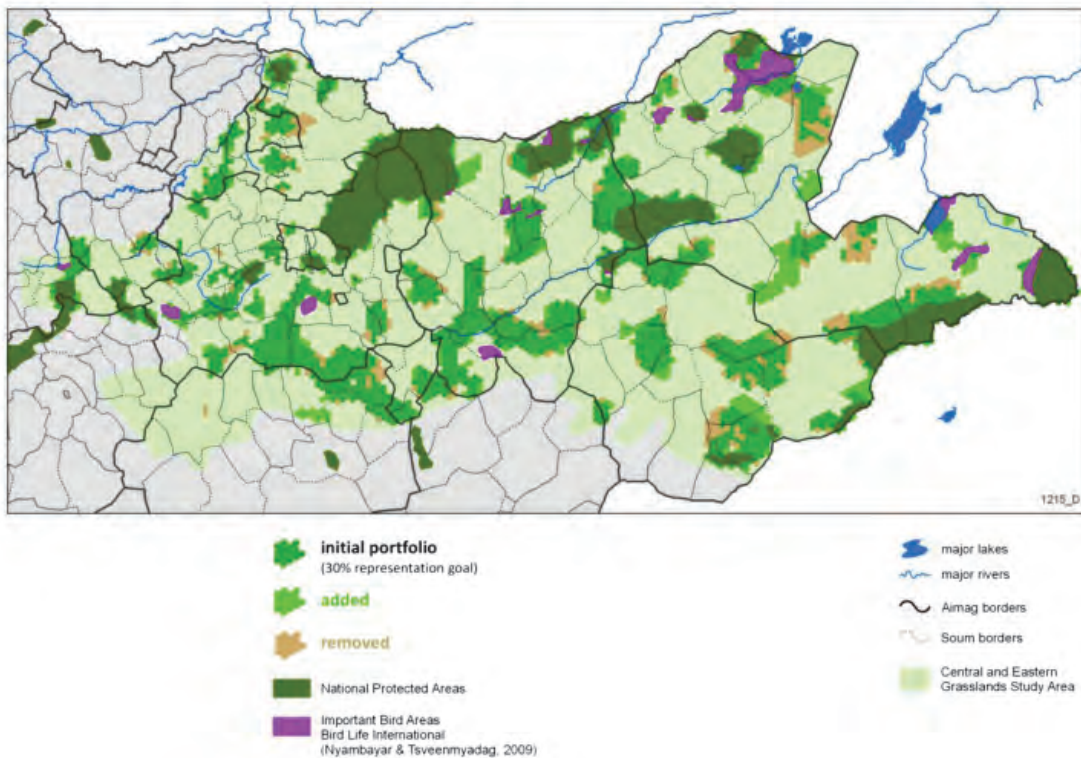 1215_D
initial portfolio
(30% representation goal)
added
removed
National Protected Areas
Important Bird Areas
Bird Life International
(Nyambayar & Tsveenmyadag, 2009)
major lakes
major rivers
Aimag borders
Soum borders
Central and Eastern
Grasslands Study Area